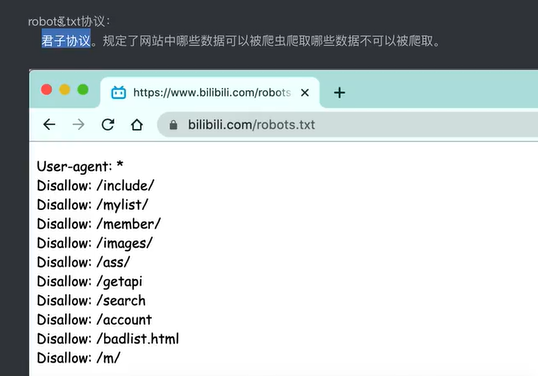 robots.txt协议：
君子协议。规定了网站中哪些数据可以被爬虫爬取哪些数据不可以被爬取。
https://www.bilibili.com/robots
bilibili.com/robots.txt
User-agent: *
Disallow: /include/
Disallow: /mylist/
Disallow: /member/
Disallow: /images/
Disallow: /ass/
Disallow: /getapi
Disallow: /search
Disallow: /account
Disallow: /badlist.html
Disallow: /m/